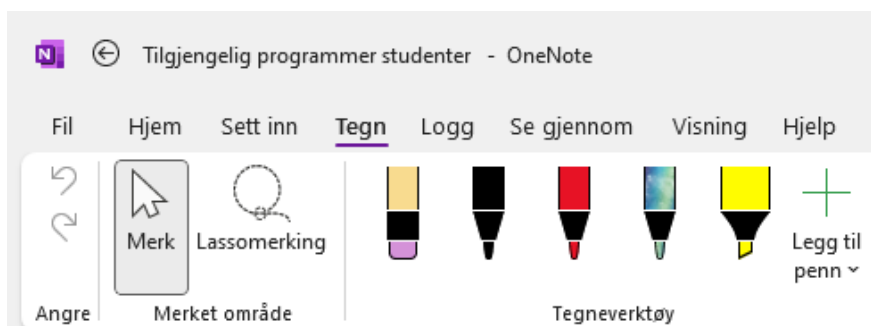 N Tilgjengelig programmer studenter - OneNote
Fil Hjem Sett inn Tegn Logg Se gjennom Visning Hjelp
Merk Lassomerking Legg til
penn
Angre Merket område Tegneverktøy